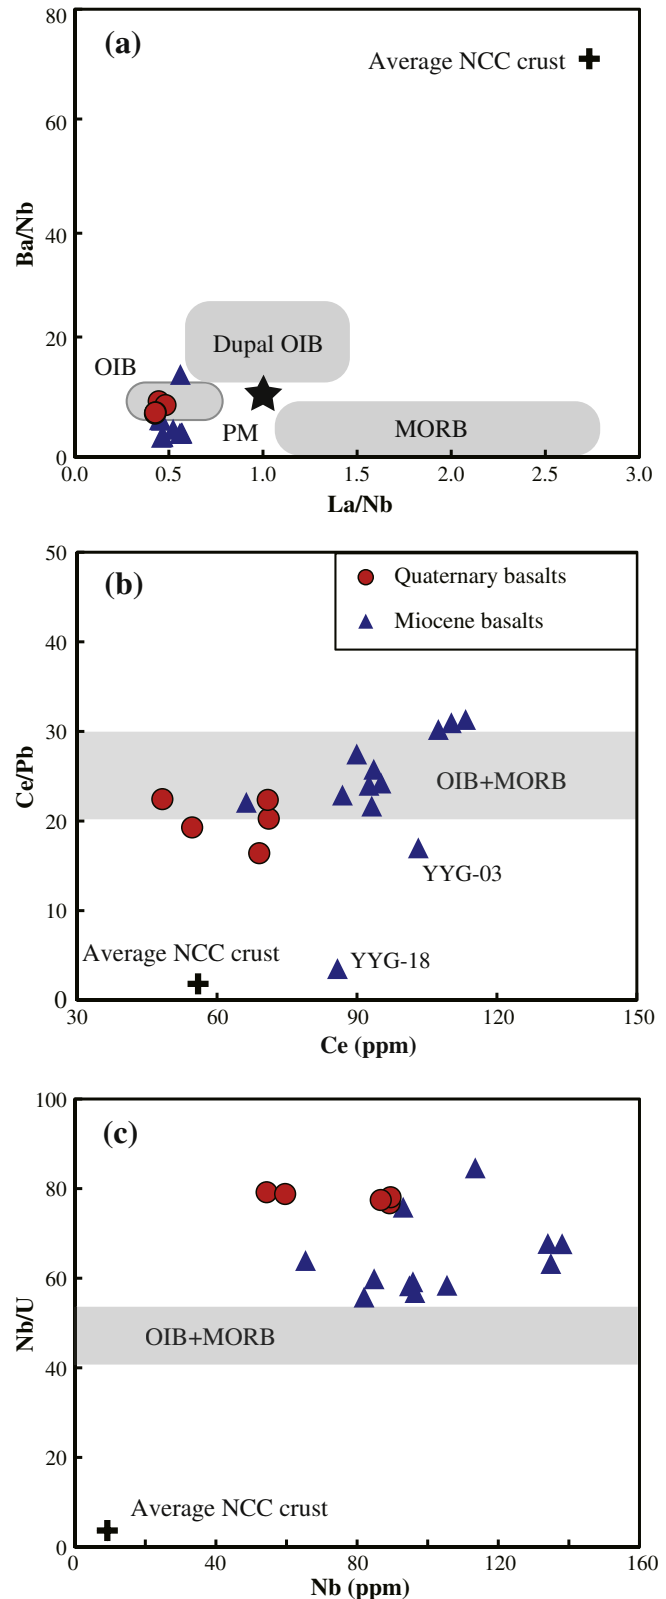 (a)
Average NCC crust
Ba/Nb
80
60
40
20
0
Dupal OIB
OIB
PM
MORB
0.0 0.5 1.0 1.5 2.0 2.5 3.0
La/Nb
(b)
Quaternary basalts
Miocene basalts
Ce/Pb
50
40
30
20
10
0
OIB+MORB
YYG-03
Average NCC crust
YYG-18
30 60 90 120 150
Ce (ppm)
(c)
Nb/U
100
80
60
40
20
0
OIB+MORB
Average NCC crust
0 40 80 120 160
Nb (ppm)